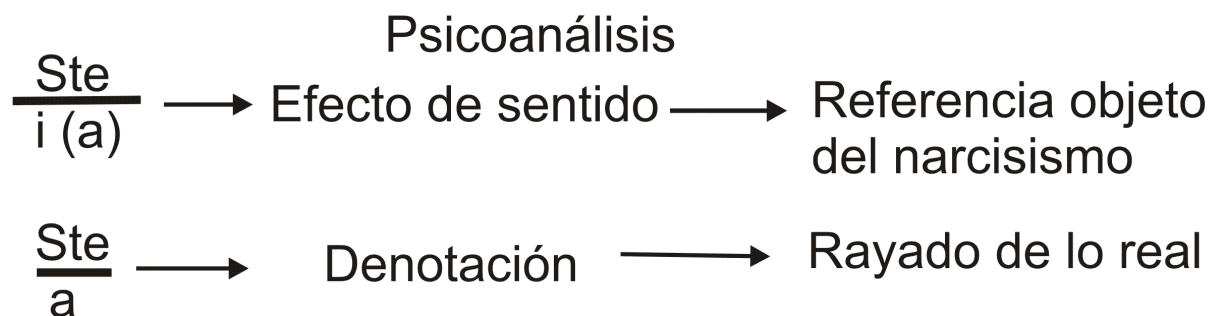 Psicoanálisis
Ste
i (a)
Efecto de sentido
Referencia objeto
del narcisismo
Ste
a
Denotación
Rayado de lo real